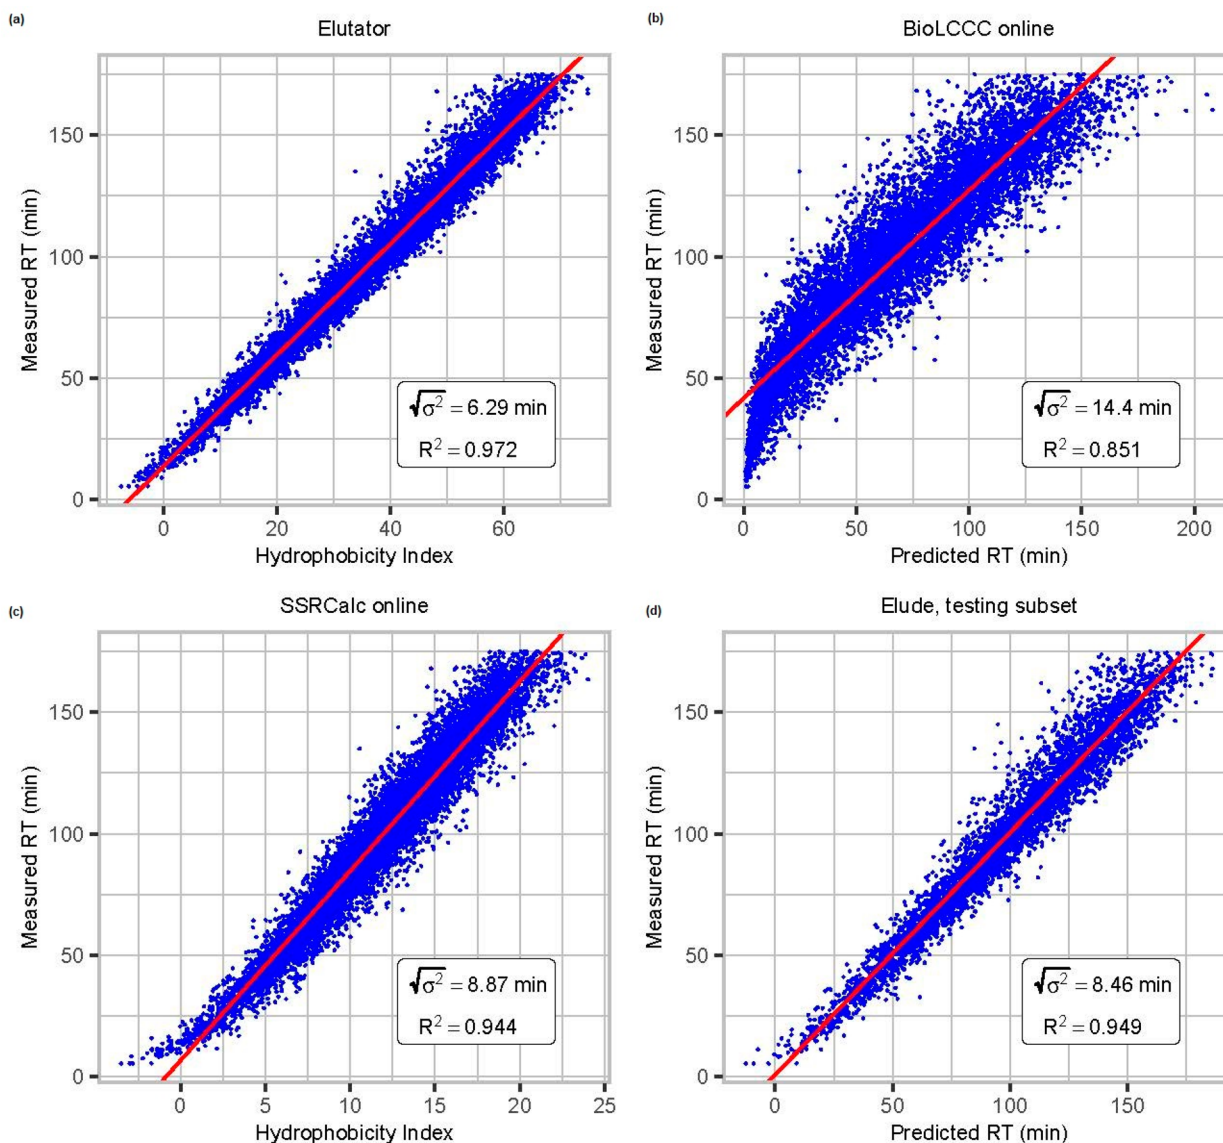 (a)
Elutator
Measured RT (min)
150
100
50
0
√σ² = 6.29 min
R² = 0.972
0 20 40 60
Hydrophobicity Index
(b)
BioLCCC online
Measured RT (min)
150
100
50
0
√σ² = 14.4 min
R² = 0.851
0 50 100 150 200
Predicted RT (min)
(c)
SSRCalc online
Measured RT (min)
150
100
50
0
√σ² = 8.87 min
R² = 0.944
0 5 10 15 20 25
Hydrophobicity Index
(d)
Elude, testing subset
Measured RT (min)
150
100
50
0
√σ² = 8.46 min
R² = 0.949
0 50 100 150
Predicted RT (min)